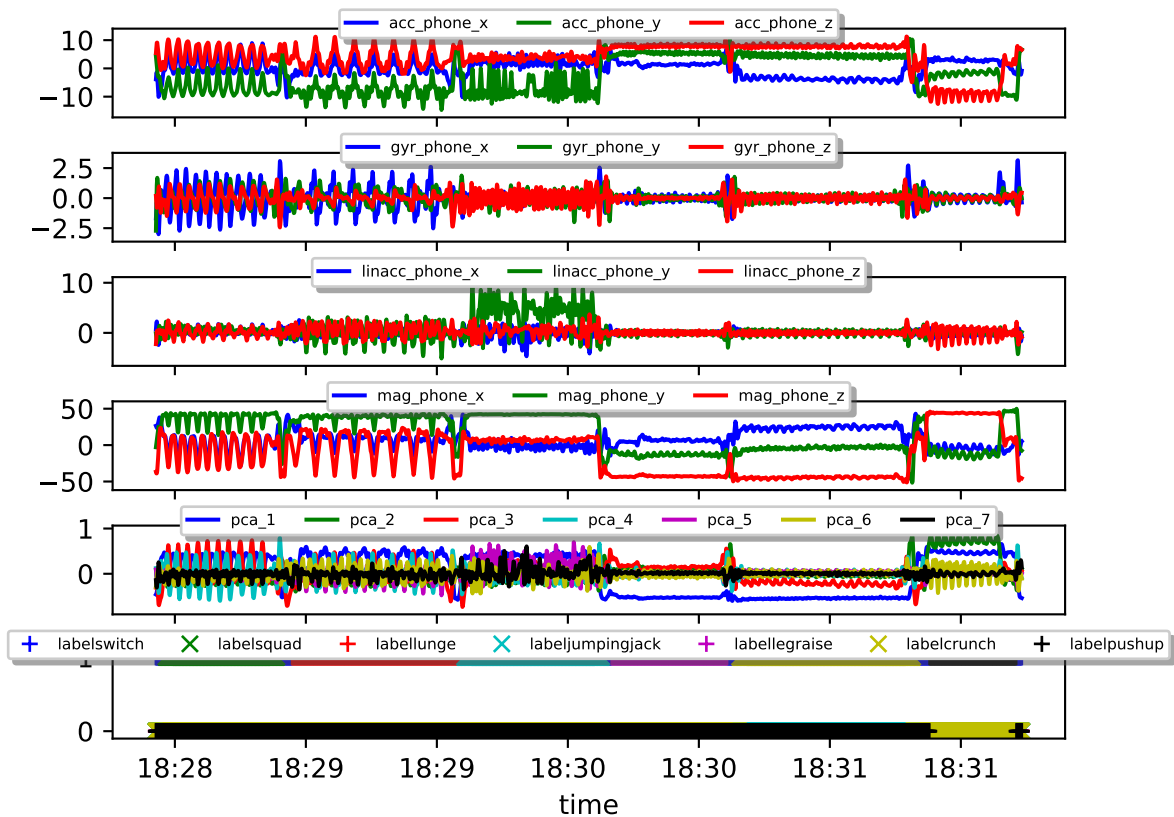 acc_phone_x acc_phone_y acc_phone_z
10
0
−10
gyr_phone_x gyr_phone_y gyr_phone_z
2.5
0.0
−2.5
linacc_phone_x linacc_phone_y linacc_phone_z
10
0
mag_phone_x mag_phone_y mag_phone_z
50
0
−50
pca_1 pca_2 pca_3 pca_4 pca_5 pca_6 pca_7
1
0
labelswitch labelsquad labellunge labeljumpingjack labellegraise labelcrunch labelpushup
1
0
18:28 18:29 18:29 18:30 18:30 18:31 18:31
time